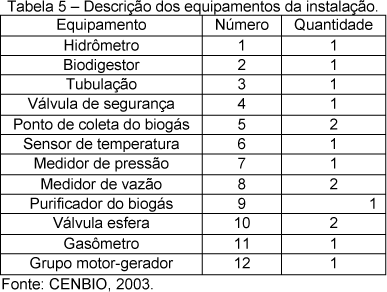 Tabela 5 – Descrição dos equipamentos da instalação.
Equipamento Número Quantidade
Hidrômetro 1 1
Biodigestor 2 1
Tubulação 3 1
Válvula de segurança 4 1
Ponto de coleta do biogás 5 2
Sensor de temperatura 6 1
Medidor de pressão 7 1
Medidor de vazão 8 2
Purificador do biogás 9 1
Válvula esfera 10 2
Gasômetro 11 1
Grupo motor-gerador 12 1
Fonte: CENBIO, 2003.